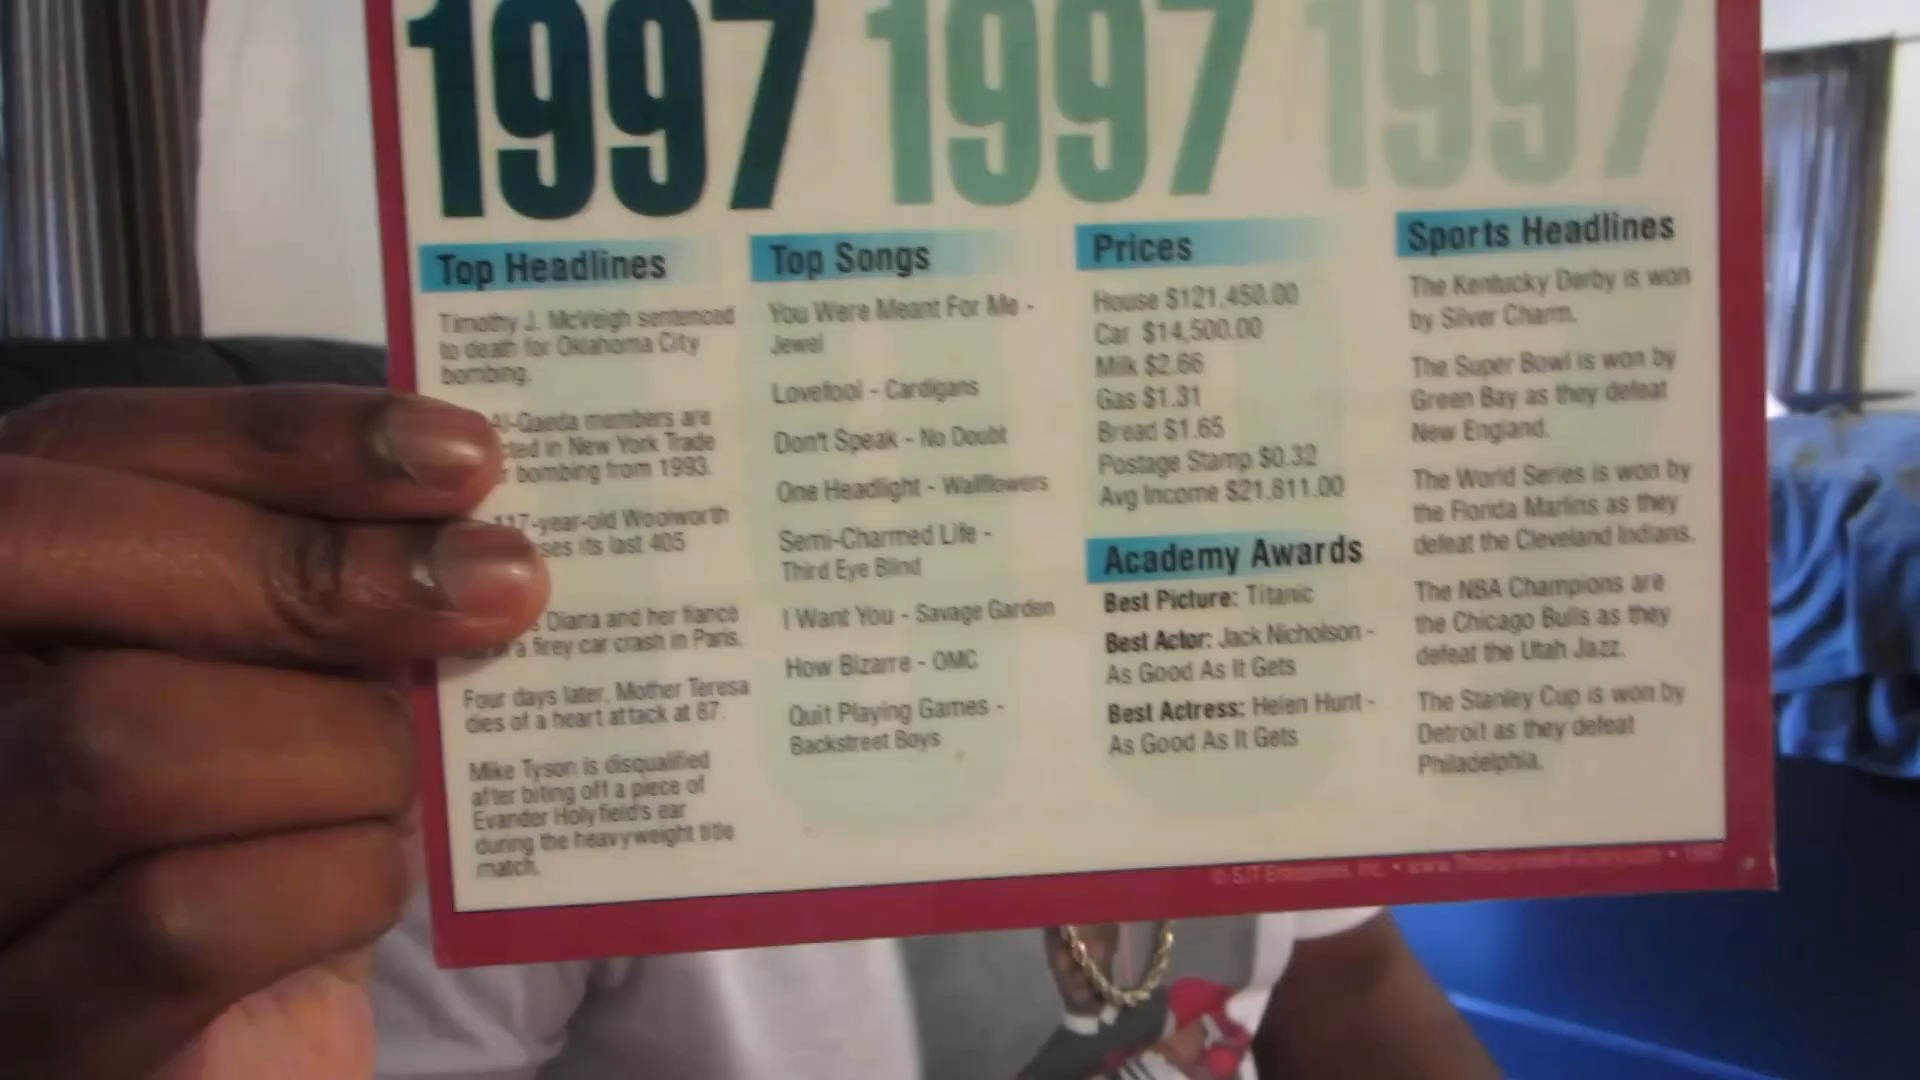 1997 1997 1997
Top Headlines
Timothy J. McVeigh sentenced
to death for Oklahoma City
bombing.
Al-Qaeda members are
in New York Trade
bombing from 1993.
117-year-old Woolworth
its last 405
Diana and her fiancé
a firey car crash in Paris.
Four days later, Mother Teresa
dies of a heart attack at 87.
Mike Tyson is disqualified
after biting off a piece of
Evander Holyfield's ear
during the heavyweight title
match.
Top Songs
You Were Meant For Me -
Jewel
Lovefool - Cardigans
Don't Speak - No Doubt
One Headlight - Wallflowers
Semi-Charmed Life -
Third Eye Blind
I Want You - Savage Garden
How Bizarre - OMC
Quit Playing Games -
Backstreet Boys
Prices
House $121,450.00
Car $14,500.00
Milk $2.66
Gas $1.31
Bread $1.65
Postage Stamp $0.32
Avg Income $21,811.00
Academy Awards
Best Picture: Titanic
Best Actor: Jack Nicholson -
As Good As It Gets
Best Actress: Helen Hunt -
As Good As It Gets
Sports Headlines
The Kentucky Derby is won
by Silver Charm.
The Super Bowl is won by
Green Bay as they defeat
New England.
The World Series is won by
the Florida Marlins as they
defeat the Cleveland Indians.
The NBA Champions are
the Chicago Bulls as they
defeat the Utah Jazz.
The Stanley Cup is won by
Detroit as they defeat
Philadelphia.
© SJT Inc. •